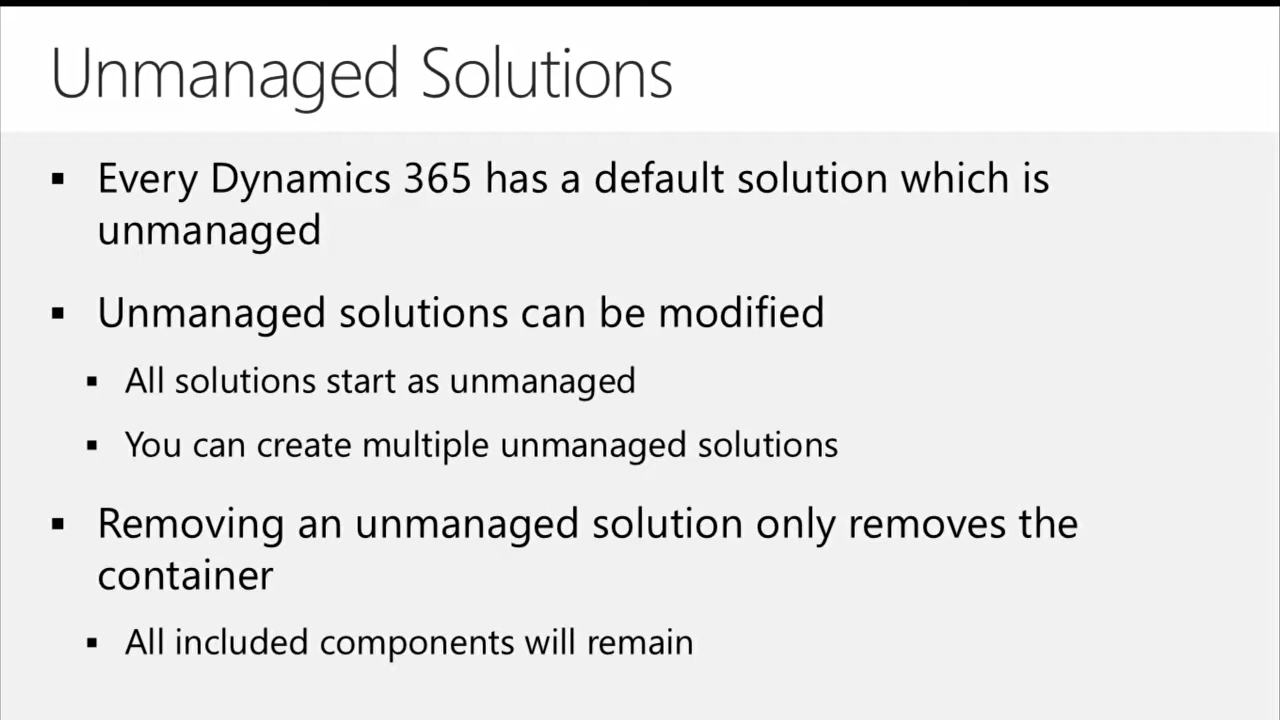 Unmanaged Solutions
▪ Every Dynamics 365 has a default solution which is
unmanaged
▪ Unmanaged solutions can be modified
▪ All solutions start as unmanaged
▪ You can create multiple unmanaged solutions
▪ Removing an unmanaged solution only removes the
container
▪ All included components will remain